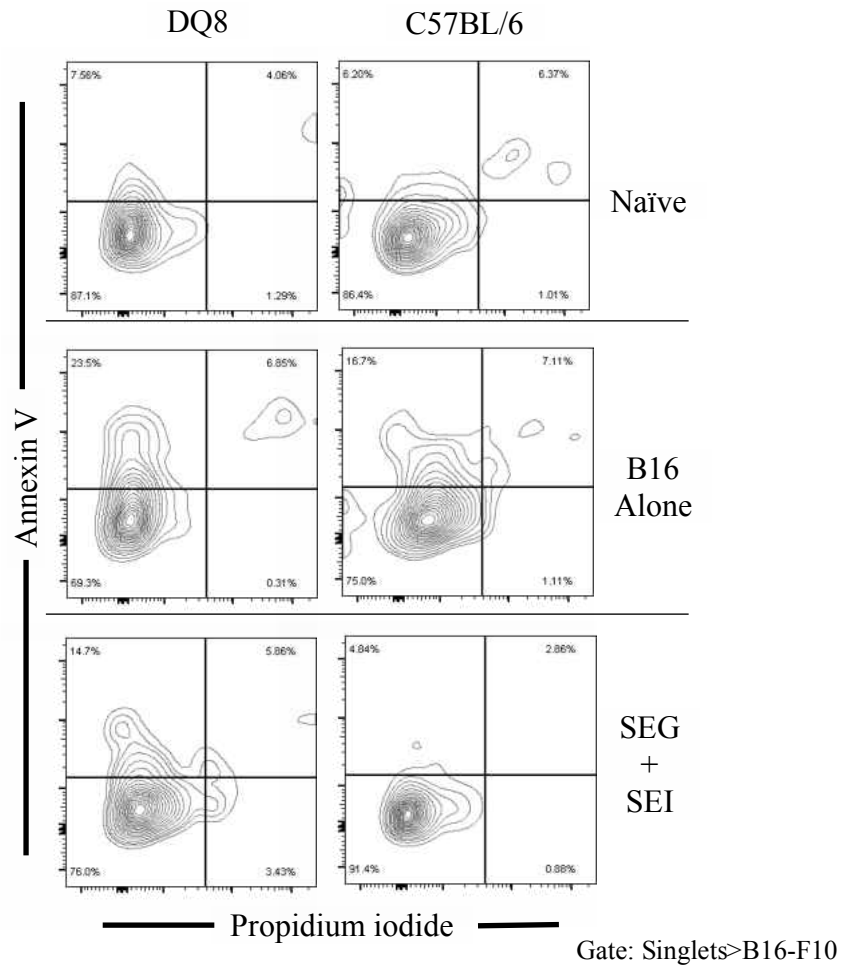 DQ8 C57BL/6
7.56% 4.06% 6.20% 6.37%
Naïve
87.1% 1.29% 86.4% 1.01%
23.5% 6.85% 16.7% 7.11%
Annexin V
B16
Alone
69.3% 0.31% 75.0% 1.11%
14.7% 5.86% 4.84% 2.86%
SEG
+
SEI
76.0% 3.43% 91.4% 0.88%
Propidium iodide
Gate: Singlets>B16-F10